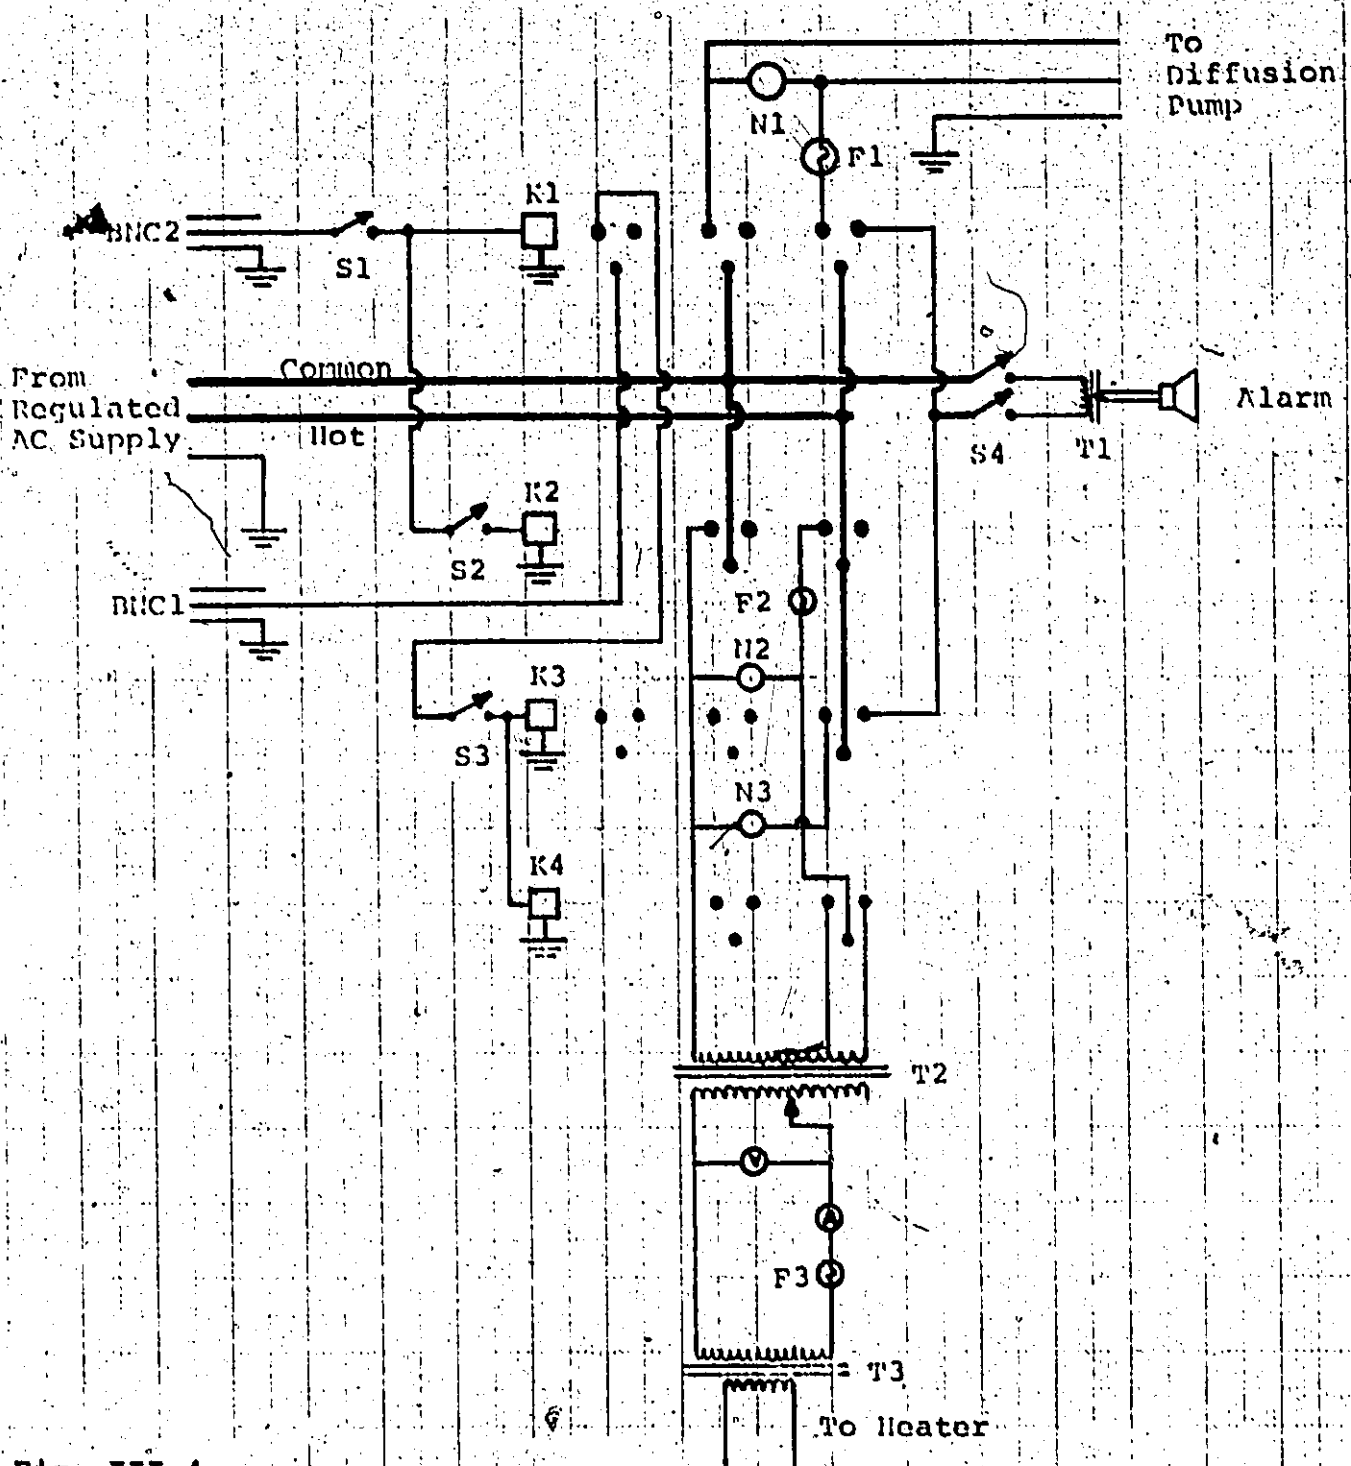 To
Diffusion
Pump
N1
F1
K1
BNC2
S1
Common
From
Regulated
AC Supply
Hot
Alarm
S4
T1
K2
S2
BNC1
F2
N2
K3
S3
N3
K4
T2
V
A
F3
T3
To Heater